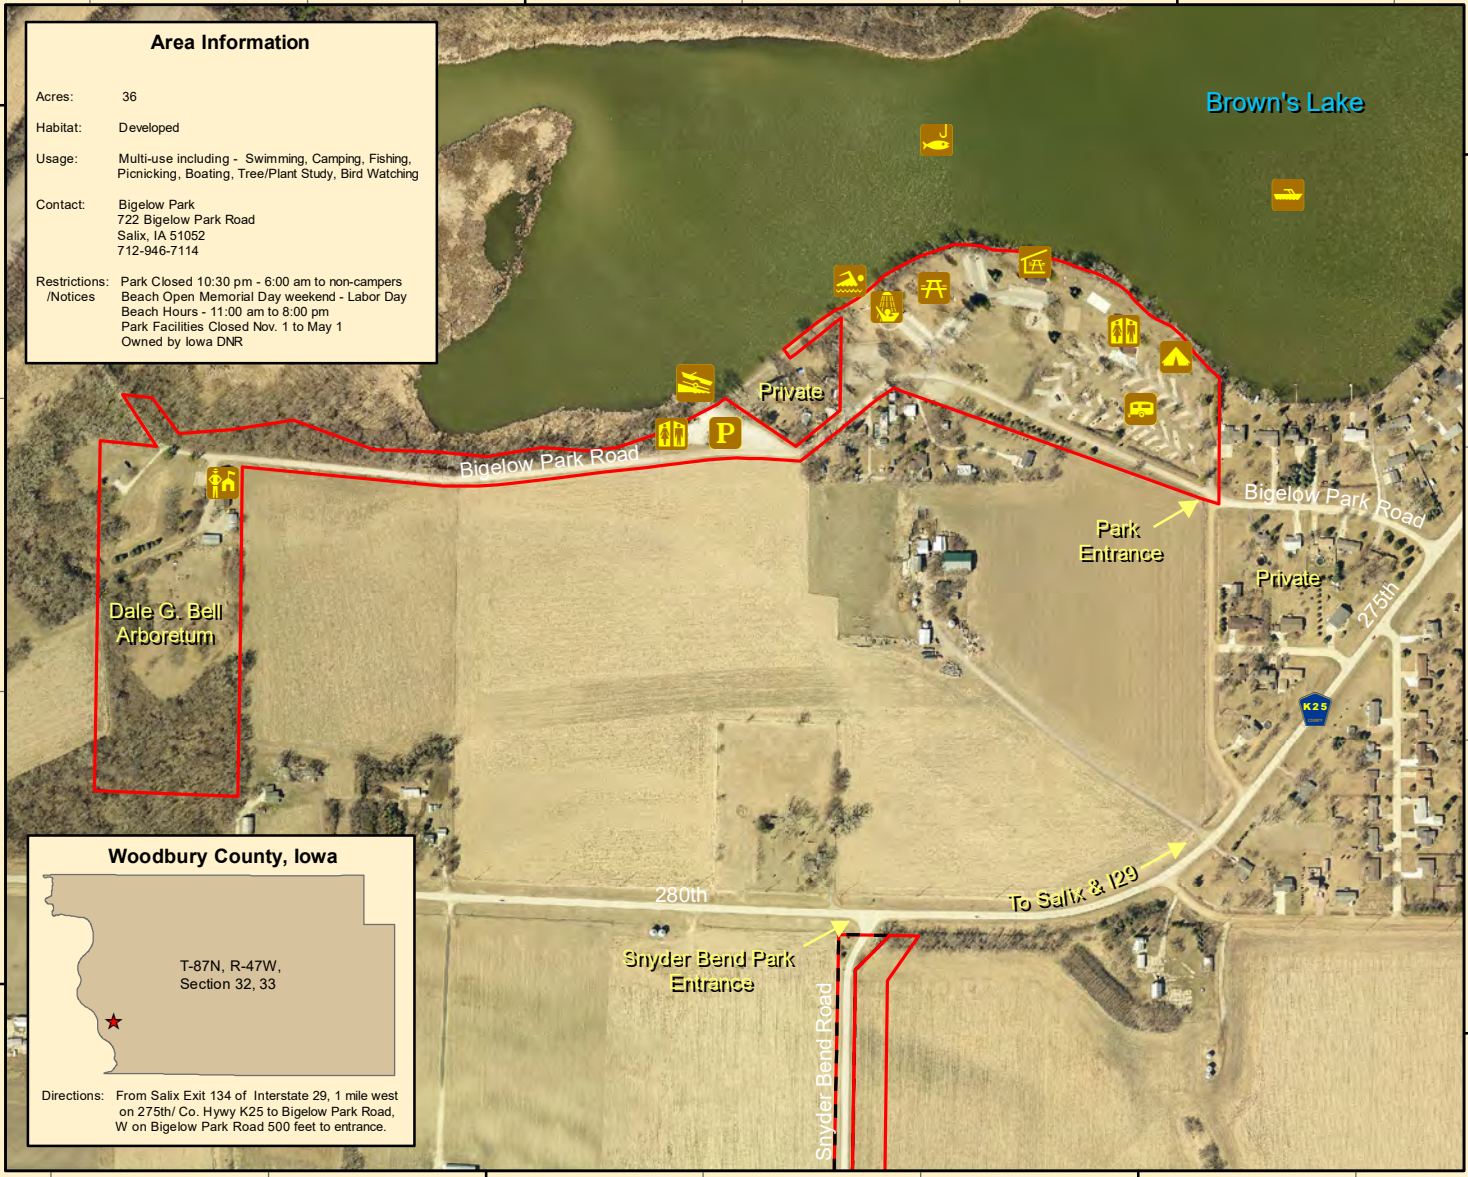 Area Information
Acres: 36
Habitat: Developed
Usage: Multi-use including - Swimming, Camping, Fishing,
Picnicking, Boating, Tree/Plant Study, Bird Watching
Contact: Bigelow Park
722 Bigelow Park Road
Salix, IA 51052
712-946-7114
Restrictions: Park Closed 10:30 pm - 6:00 am to non-campers
/Notices Beach Open Memorial Day weekend - Labor Day
Beach Hours - 11:00 am to 8:00 pm
Park Facilities Closed Nov. 1 to May 1
Owned by Iowa DNR
Brown's Lake
Private
P
Bigelow Park Road
Bigelow Park Road
Park
Entrance
Private
275th
Dale G. Bell
Arboretum
K25
COUNTY
280th
To Salix & I29
Snyder Bend Park
Entrance
Snyder Bend Road
Woodbury County, Iowa
T-87N, R-47W,
Section 32, 33
Directions: From Salix Exit 134 of Interstate 29, 1 mile west
on 275th/ Co. Hywy K25 to Bigelow Park Road,
W on Bigelow Park Road 500 feet to entrance.